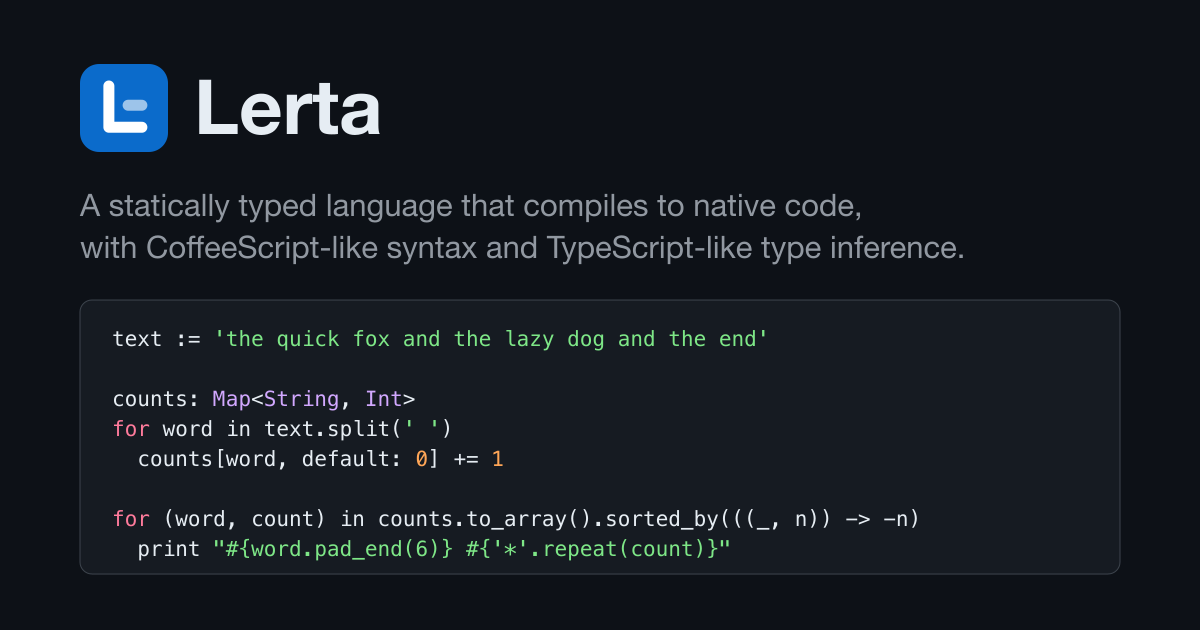 Lerta
A statically typed language that compiles to native code,
with CoffeeScript-like syntax and TypeScript-like type inference.
text := 'the quick fox and the lazy dog and the end'
counts: Map<String, Int>
for word in text.split(' ')
  counts[word, default: 0] += 1
for (word, count) in counts.to_array().sorted_by(((_, n)) -> -n)
  print "#{word.pad_end(6)} #{'*'.repeat(count)}"